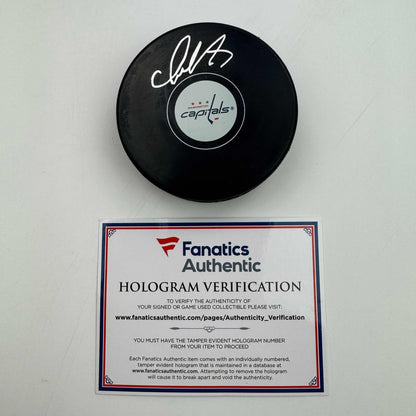 WASHINGTON
capitals
Fanatics
Authentic
HOLOGRAM VERIFICATION
TO VERIFY THE AUTHENTICITY OF
YOUR SIGNED OR GAME USED COLLECTIBLE PLEASE VISIT:
www.fanaticsauthentic.com/pages/Authenticity_Verification
YOU MUST HAVE THE TAMPER EVIDENT HOLOGRAM NUMBER
FROM YOUR ITEM TO PROCEED
Each Fanatics Authentic item comes with an individually numbered,
tamper evident hologram that is maintained in a database at
www.fanaticsauthentic.com. Attempting to remove the hologram
will cause it to break apart and void the authenticity.